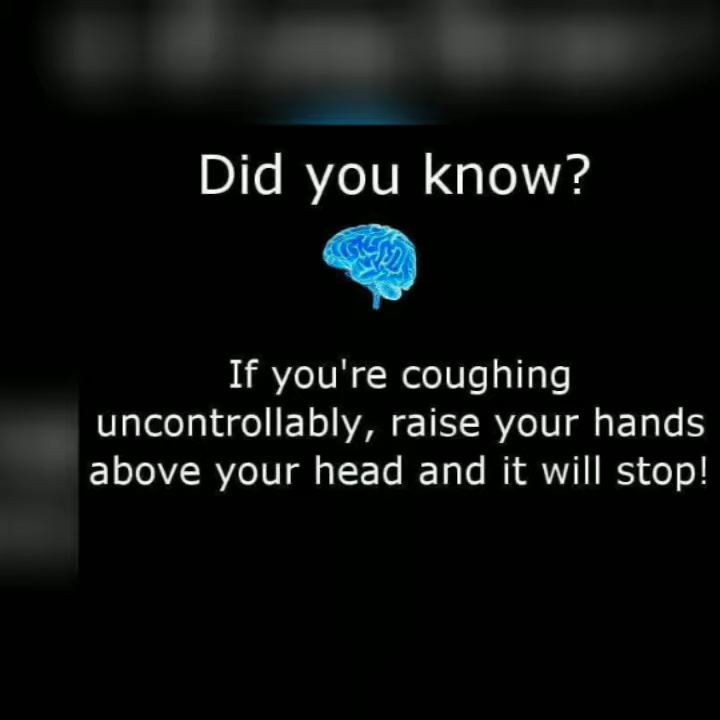 Did you know?
If you're coughing
uncontrollably, raise your hands
above your head and it will stop!